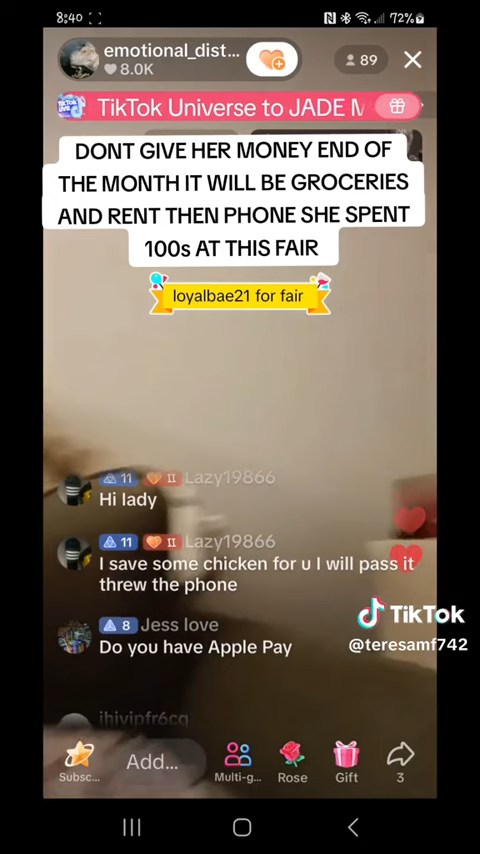 8:40
72%
emotional_dist...
8.0K
89
TikTok Universe to JADE M
DONT GIVE HER MONEY END OF
THE MONTH IT WILL BE GROCERIES
AND RENT THEN PHONE SHE SPENT
100s AT THIS FAIR
loyalbae21 for fair
11 II Lazy19866
Hi lady
11 II Lazy19866
I save some chicken for u I will pass it
threw the phone
8 Jess love
Do you have Apple Pay
TikTok
@teresamf742
ihivipfr6cq
Add...
Subsc... Multi-g... Rose Gift 3